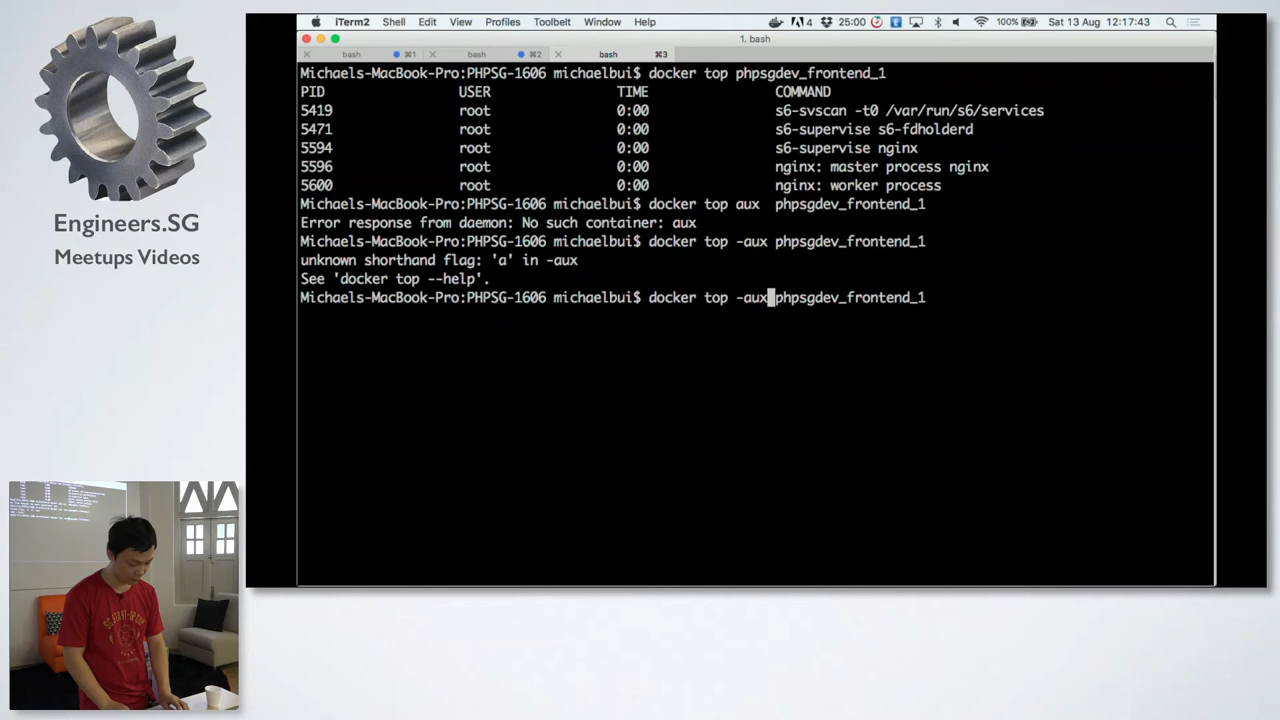 iTerm2 Shell Edit View Profiles Toolbelt Window Help 4 25:00 100% Sat 13 Aug 12:17:43
1. bash
bash ⌘1 bash ⌘2 bash ⌘3
Michaels-MacBook-Pro:PHPSG-1606 michaelbui$ docker top phpsgdev_frontend_1
PID USER TIME COMMAND
5419 root 0:00 s6-svscan -t0 /var/run/s6/services
5471 root 0:00 s6-supervise s6-fdholderd
5594 root 0:00 s6-supervise nginx
5596 root 0:00 nginx: master process nginx
5600 root 0:00 nginx: worker process
Michaels-MacBook-Pro:PHPSG-1606 michaelbui$ docker top aux  phpsgdev_frontend_1
Error response from daemon: No such container: aux
Michaels-MacBook-Pro:PHPSG-1606 michaelbui$ docker top -aux phpsgdev_frontend_1
unknown shorthand flag: 'a' in -aux
See 'docker top --help'.
Michaels-MacBook-Pro:PHPSG-1606 michaelbui$ docker top -aux phpsgdev_frontend_1
Engineers.SG
Meetups Videos